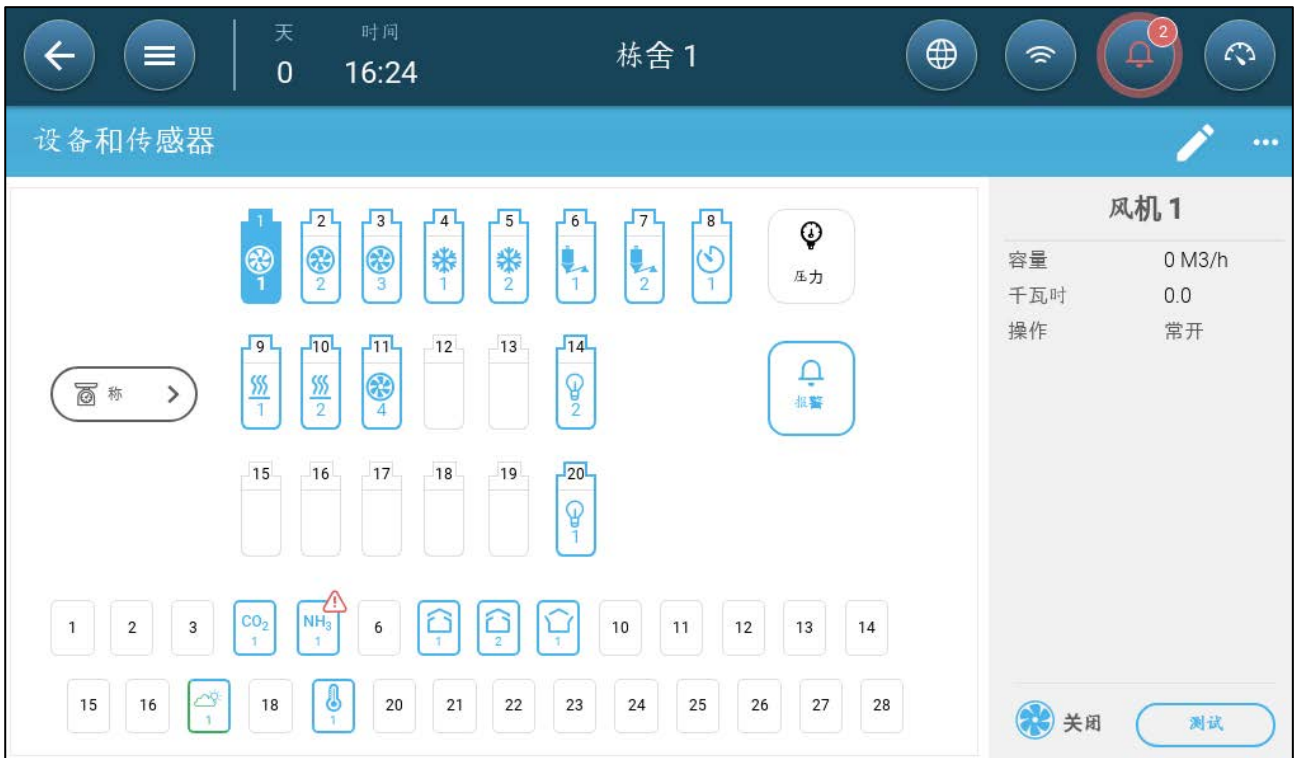 天 时间
0 16:24 栋舍 1 2
设备和传感器
风机 1
容量 0 M3/h
千瓦时 0.0
操作 常开
1 2 3 4 5 6 7 8
1 2 3 1 2 1 2 1
压力
9 10 11 12 13 14
1 2 4 2
称
报警
15 16 17 18 19 20
1
1 2 3 CO₂ NH₃ 6 10 11 12 13 14
1 1 1 2 1
15 16 18 20 21 22 23 24 25 26 27 28
1 1
关闭 测试